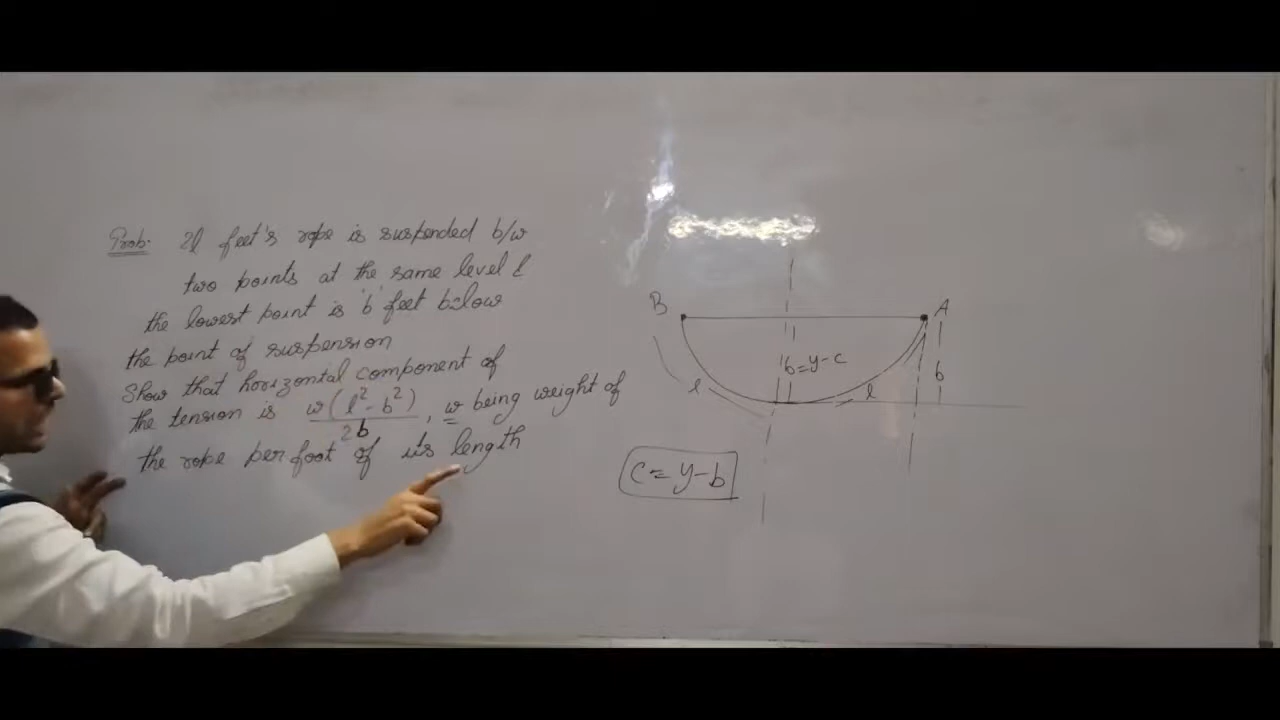 Prob. 2l feet's rope is suspended b/w
two points at the same level &
the lowest point is 'b' feet below
the point of suspension
Show that horizontal component of
the tension is w(l²-b²)/2b, w being weight of
the rope per foot of it's length
B
A
b=y-c
b
l
l
c=y-b